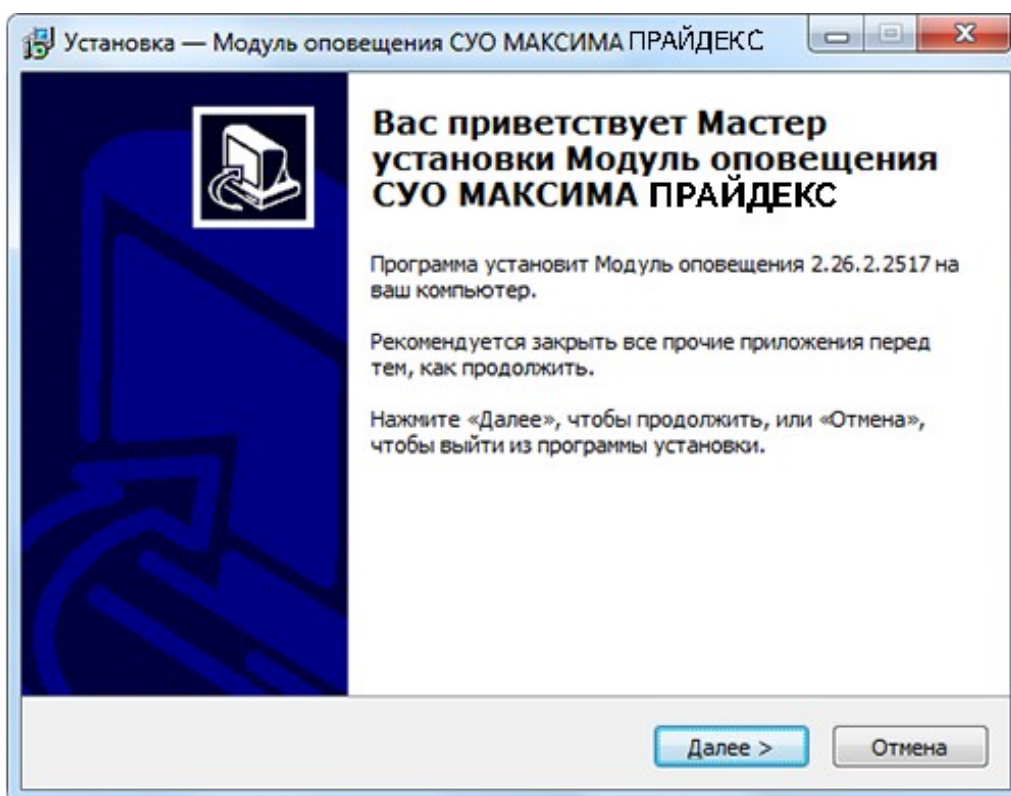 Установка — Модуль оповещения СУО МАКСИМА ПРАЙДЕКС
Вас приветствует Мастер
установки Модуль оповещения
СУО МАКСИМА ПРАЙДЕКС
Программа установит Модуль оповещения 2.26.2.2517 на
ваш компьютер.
Рекомендуется закрыть все прочие приложения перед
тем, как продолжить.
Нажмите «Далее», чтобы продолжить, или «Отмена»,
чтобы выйти из программы установки.
Далее >
Отмена